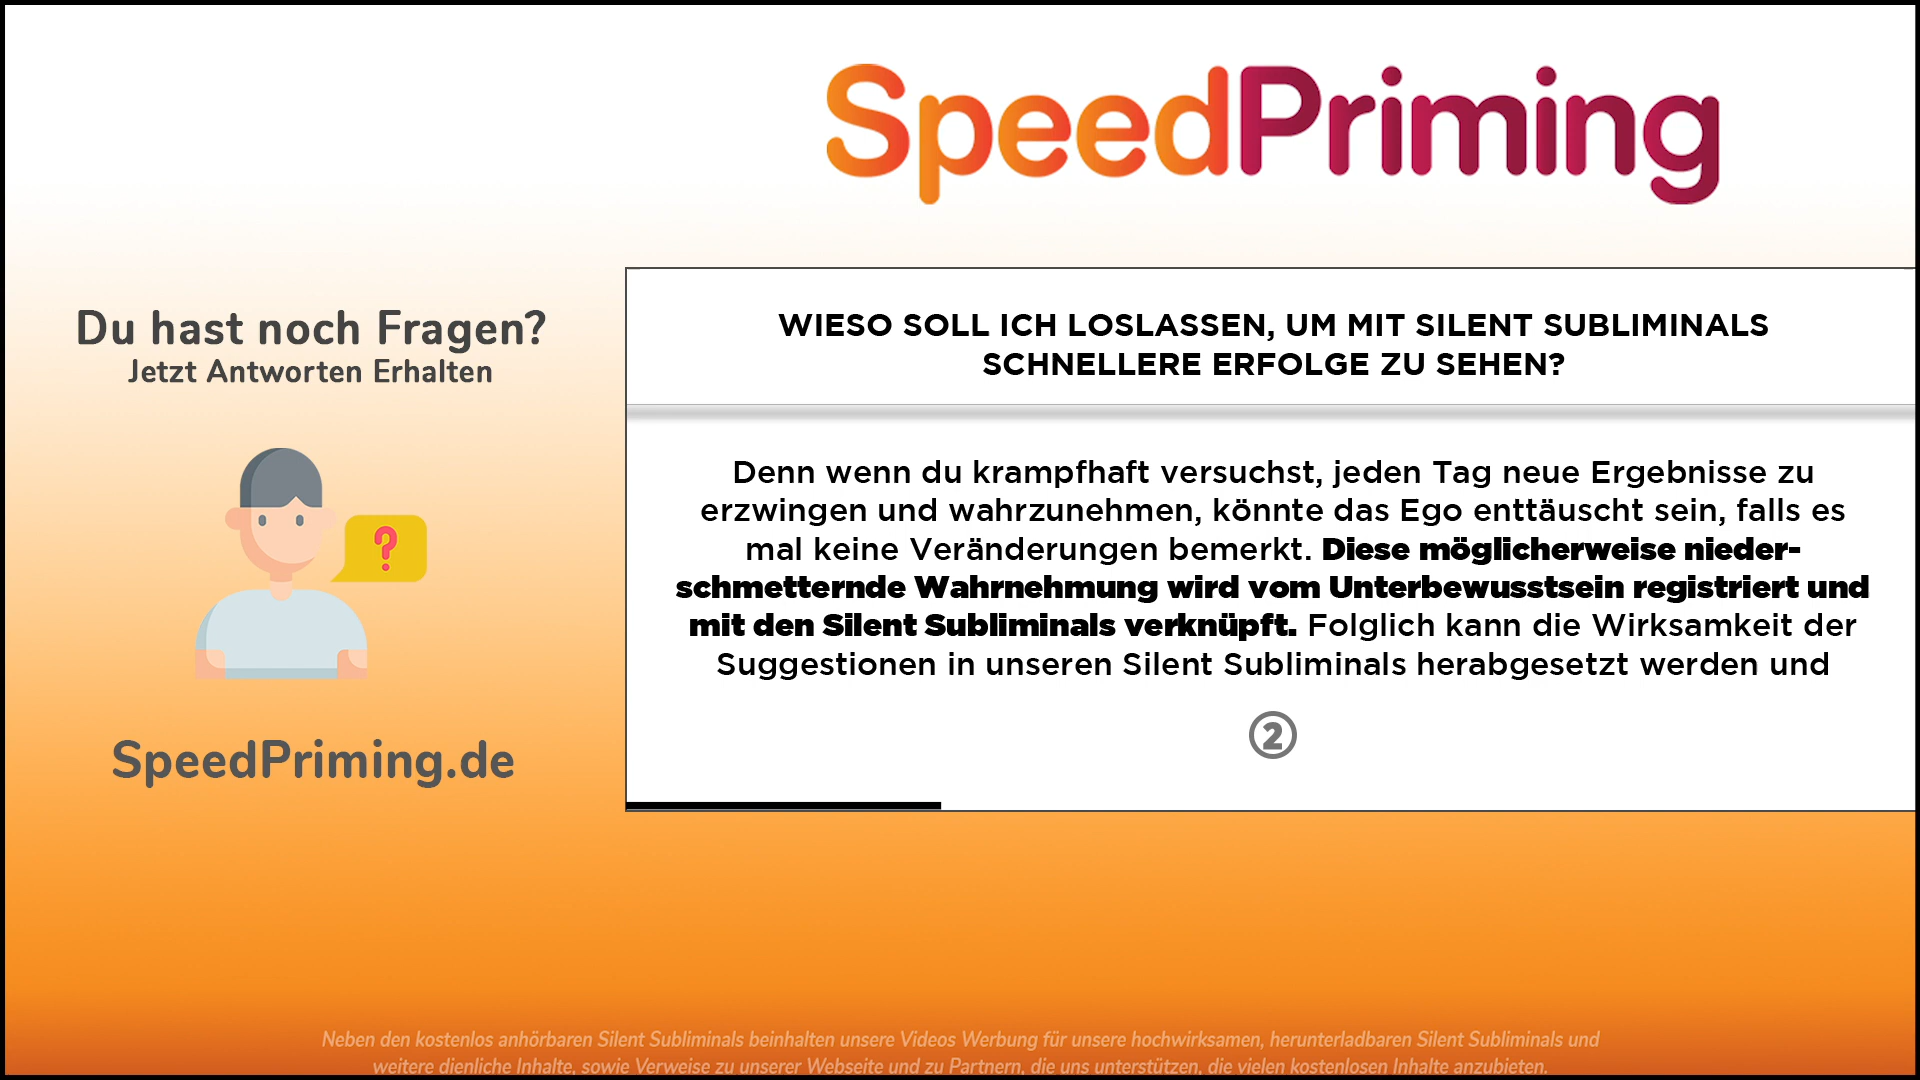 SpeedPriming
Du hast noch Fragen?
Jetzt Antworten Erhalten
?
SpeedPriming.de
WIESO SOLL ICH LOSLASSEN, UM MIT SILENT SUBLIMINALS
SCHNELLERE ERFOLGE ZU SEHEN?
Denn wenn du krampfhaft versuchst, jeden Tag neue Ergebnisse zu
erzwingen und wahrzunehmen, könnte das Ego enttäuscht sein, falls es
mal keine Veränderungen bemerkt. Diese möglicherweise nieder-
schmetternde Wahrnehmung wird vom Unterbewusstsein registriert und
mit den Silent Subliminals verknüpft. Folglich kann die Wirksamkeit der
Suggestionen in unseren Silent Subliminals herabgesetzt werden und
2
Neben den kostenlos anhörbaren Silent Subliminals beinhalten unsere Videos Werbung für unsere hochwirksamen, herunterladbaren Silent Subliminals und
weitere dienliche Inhalte, sowie Verweise zu unserer Webseite und zu Partnern, die uns unterstützen, die vielen kostenlosen Inhalte anzubieten.